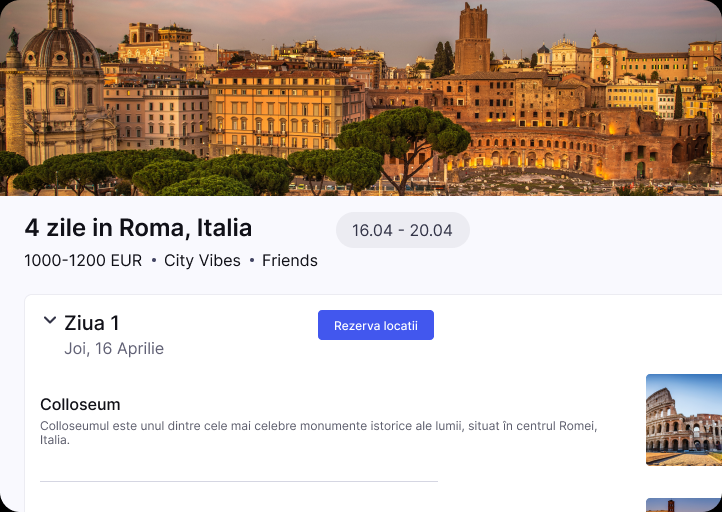 4 zile in Roma, Italia
16.04 - 20.04
1000-1200 EUR • City Vibes • Friends
Ziua 1
Rezerva locatii
Joi, 16 Aprilie
Colloseum
Colloseumul este unul dintre cele mai celebre monumente istorice ale lumii, situat în centrul Romei,
Italia.